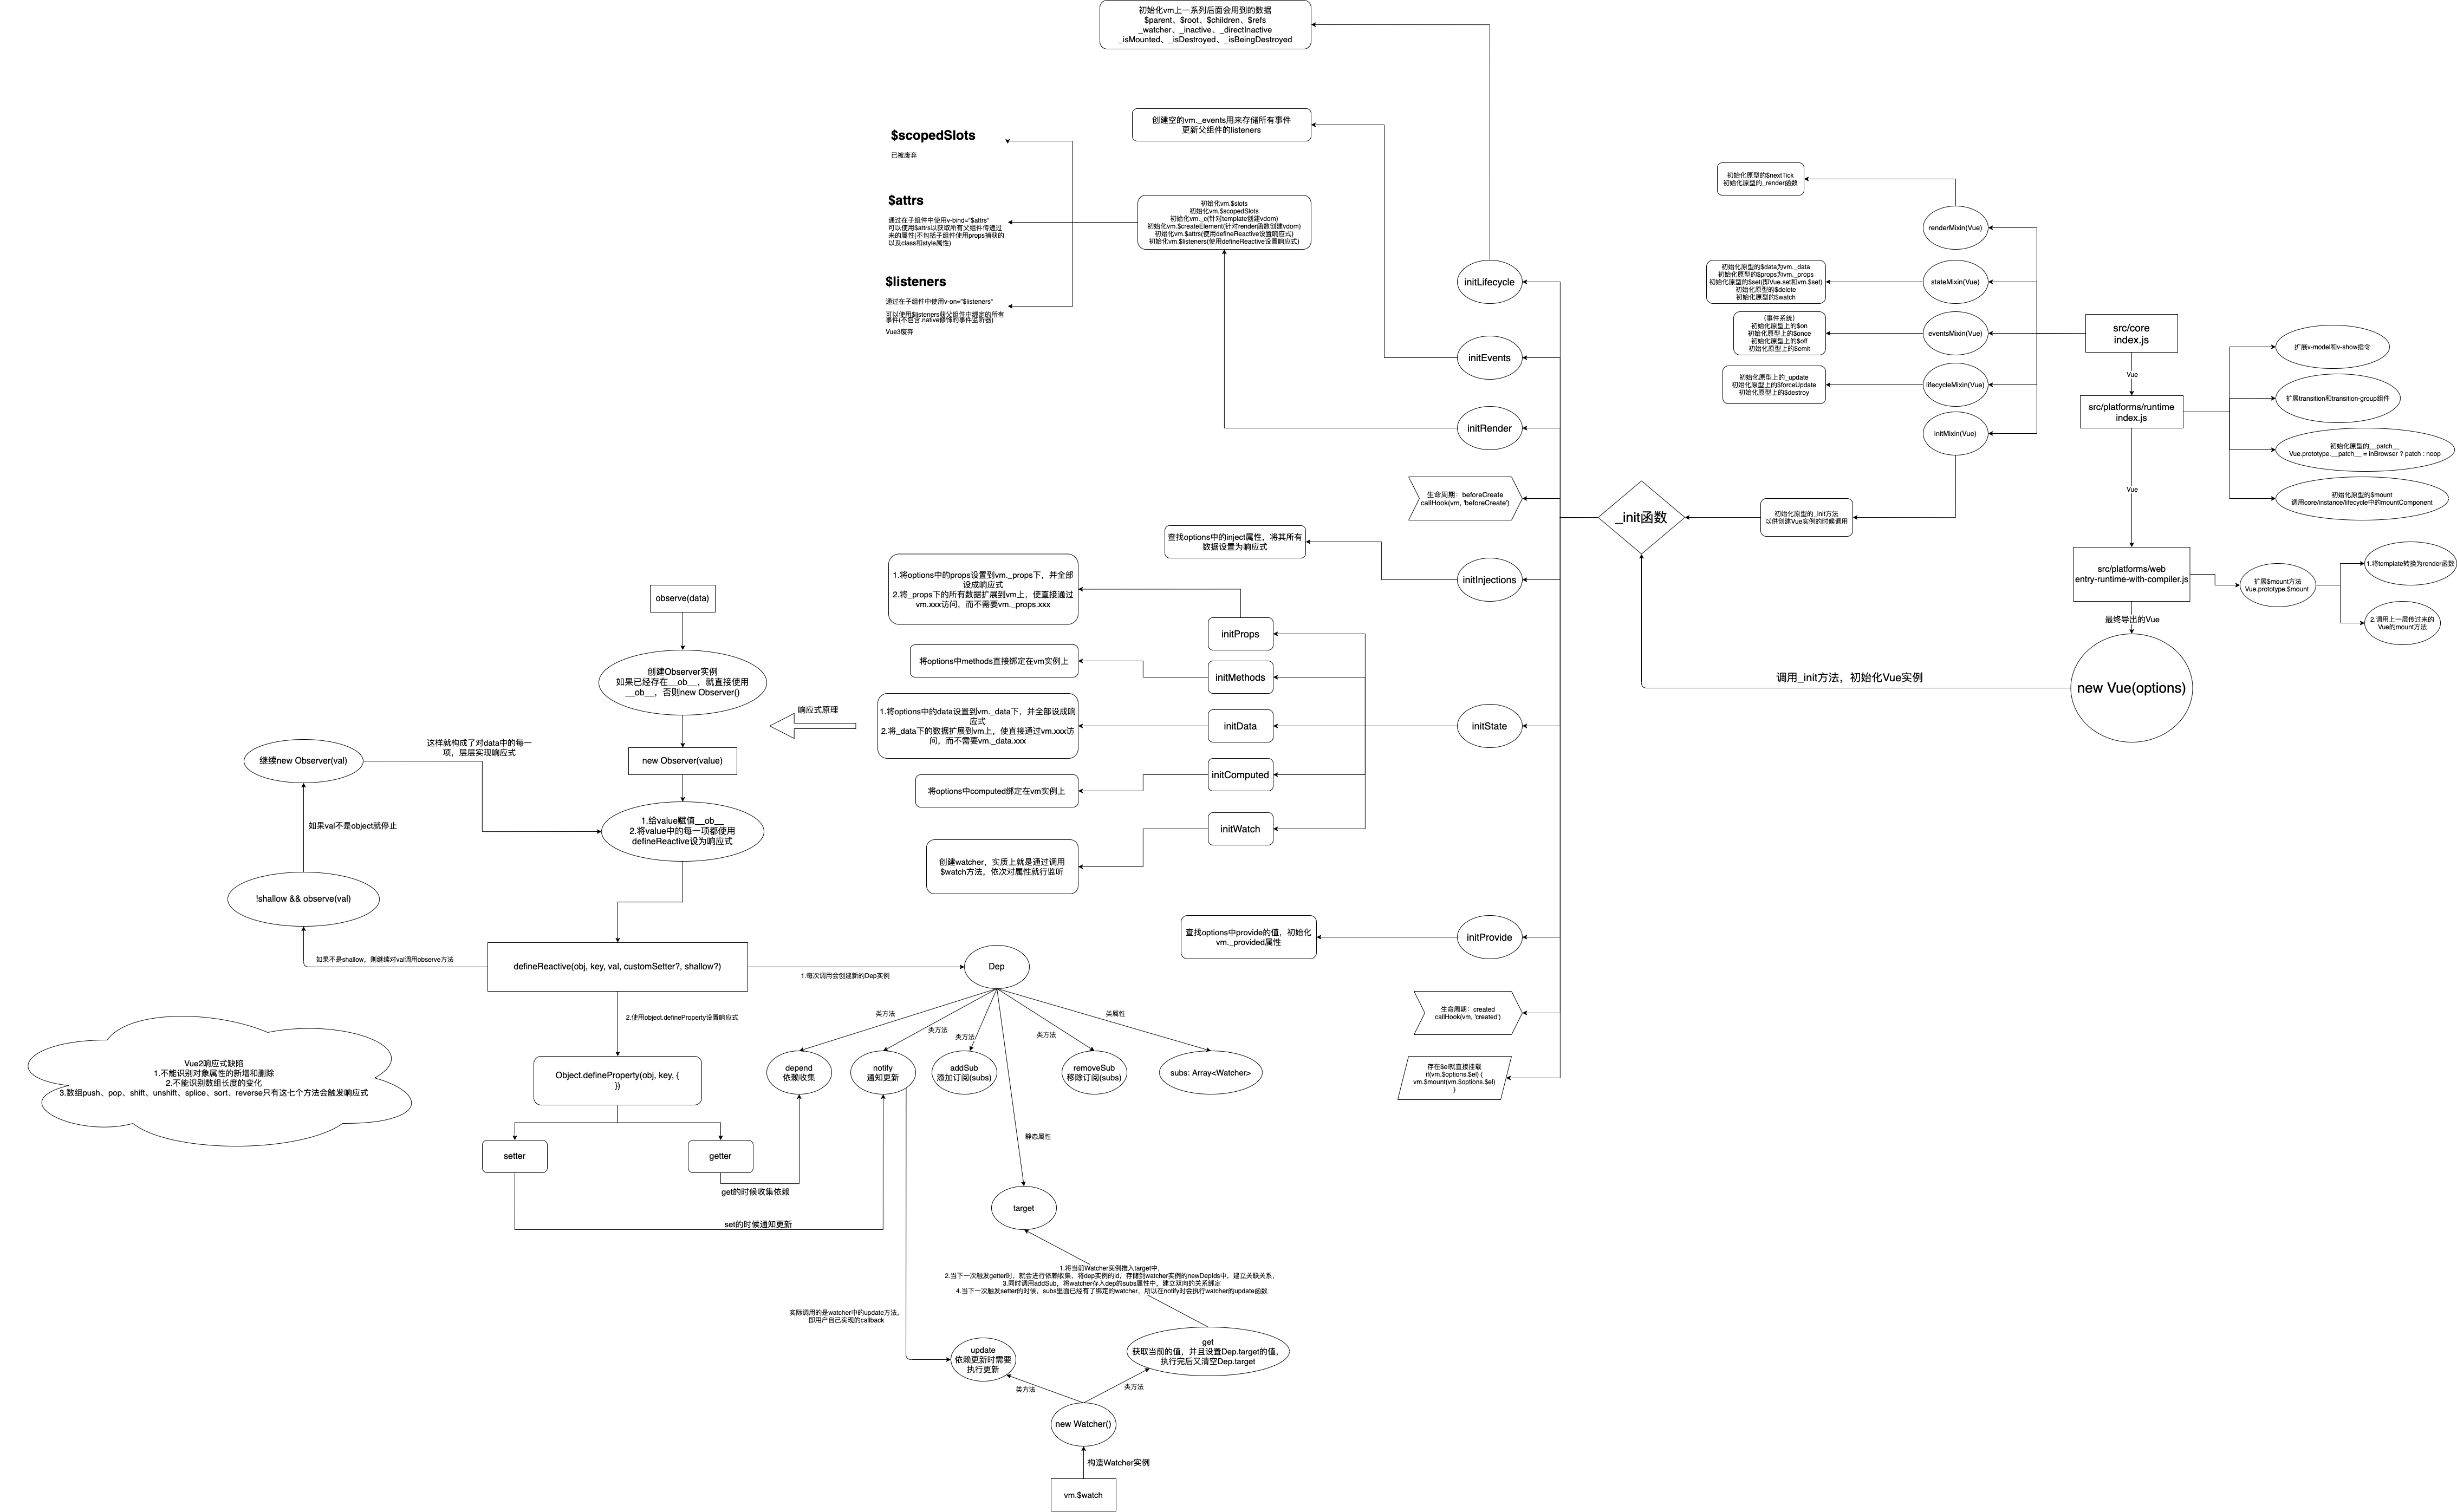 初始化vm上一系列后面会用到的数据
$parent、$root、$children、$refs
_watcher、_inactive、_directInactive
_isMounted、_isDestroyed、_isBeingDestroyed
创建空的vm._events用来存储所有事件
更新父组件的listeners
$scopedSlots
已被废弃
$attrs
通过在子组件中使用v-bind="$attrs"
可以使用$attrs以获取所有父组件传递过
来的属性(不包括子组件使用props捕获的
以及class和style属性)
$listeners
通过在子组件中使用v-on="$listeners"
可以使用$listeners获父组件中绑定的所有
事件(不包含.native修饰的事件监听器)
Vue3废弃
初始化vm.$slots
初始化vm.$scopedSlots
初始化vm._c(针对template创建vdom)
初始化vm.$createElement(针对render函数创建vdom)
初始化vm.$attrs(使用defineReactive设置响应式)
初始化vm.$listeners(使用defineReactive设置响应式)
initLifecycle
initEvents
initRender
生命周期：beforeCreate
callHook(vm, 'beforeCreate')
查找options中的inject属性，将其所有
数据设置为响应式
initInjections
_init函数
初始化原型的$nextTick
初始化原型的_render函数
renderMixin(Vue)
初始化原型的$data为vm._data
初始化原型的$props为vm._props
初始化原型的$set(即Vue.set和vm.$set)
初始化原型的$delete
初始化原型的$watch
stateMixin(Vue)
（事件系统）
初始化原型上的$on
初始化原型上的$once
初始化原型上的$off
初始化原型上的$emit
eventsMixin(Vue)
初始化原型上的_update
初始化原型上的$forceUpdate
初始化原型上的$destroy
lifecycleMixin(Vue)
initMixin(Vue)
初始化原型的_init方法
以供创建Vue实例的时候调用
src/core
index.js
Vue
src/platforms/runtime
index.js
扩展v-model和v-show指令
扩展transition和transition-group组件
初始化原型的__patch__
Vue.prototype.__patch__ = inBrowser ? patch : noop
初始化原型的$mount
调用core/instance/lifecycle中的mountComponent
Vue
src/platforms/web
entry-runtime-with-compiler.js
扩展$mount方法
Vue.prototype.$mount
1.将template转换为render函数
2.调用上一层传过来的
Vue的mount方法
最终导出的Vue
new Vue(options)
调用_init方法，初始化Vue实例
1.将options中的props设置到vm._props下，并全部
设成响应式
2.将_props下的所有数据扩展到vm上，使直接通过
vm.xxx访问，而不需要vm._props.xxx
initProps
将options中methods直接绑定在vm实例上
initMethods
1.将options中的data设置到vm._data下，并全部设成响
应式
2.将_data下的数据扩展到vm上，使直接通过vm.xxx访
问，而不需要vm._data.xxx
initData
initState
将options中computed绑定在vm实例上
initComputed
initWatch
创建watcher，实质上就是通过调用
$watch方法，依次对属性就行监听
查找options中provide的值，初始化
vm._provided属性
initProvide
生命周期：created
callHook(vm, 'created')
存在$el就直接挂载
if(vm.$options.$el) {
vm.$mount(vm.$options.$el)
}
响应式原理
observe(data)
创建Observer实例
如果已经存在__ob__，就直接使用
__ob__，否则new Observer()
new Observer(value)
1.给value赋值__ob__
2.将value中的每一项都使用
defineReactive设为响应式
这样就构成了对data中的每一
项，层层实现响应式
继续new Observer(val)
如果val不是object就停止
!shallow && observe(val)
如果不是shallow，则继续对val调用observe方法
defineReactive(obj, key, val, customSetter?, shallow?)
1.每次调用会创建新的Dep实例
Dep
2.使用object.defineProperty设置响应式
Vue2响应式缺陷
1.不能识别对象属性的新增和删除
2.不能识别数组长度的变化
3.数组push、pop、shift、unshift、splice、sort、reverse只有这七个方法会触发响应式
Object.defineProperty(obj, key, {
})
setter
getter
get的时候收集依赖
set的时候通知更新
类方法
类方法
类方法
类方法
类属性
depend
依赖收集
notify
通知更新
addSub
添加订阅(subs)
removeSub
移除订阅(subs)
subs: Array<Watcher>
静态属性
target
1.将当前Watcher实例推入target中，
2.当下一次触发getter时，就会进行依赖收集，将dep实例的id，存储到watcher实例的newDepIds中，建立关联关系，
3.同时调用addSub，将watcher存入dep的subs属性中，建立双向的关系绑定
4.当下一次触发setter的时候，subs里面已经有了绑定的watcher，所以在notify时会执行watcher的update函数
实际调用的是watcher中的update方法，
即用户自己实现的callback
update
依赖更新时需要
执行更新
get
获取当前的值，并且设置Dep.target的值，
执行完后又清空Dep.target
类方法
类方法
new Watcher()
构造Watcher实例
vm.$watch